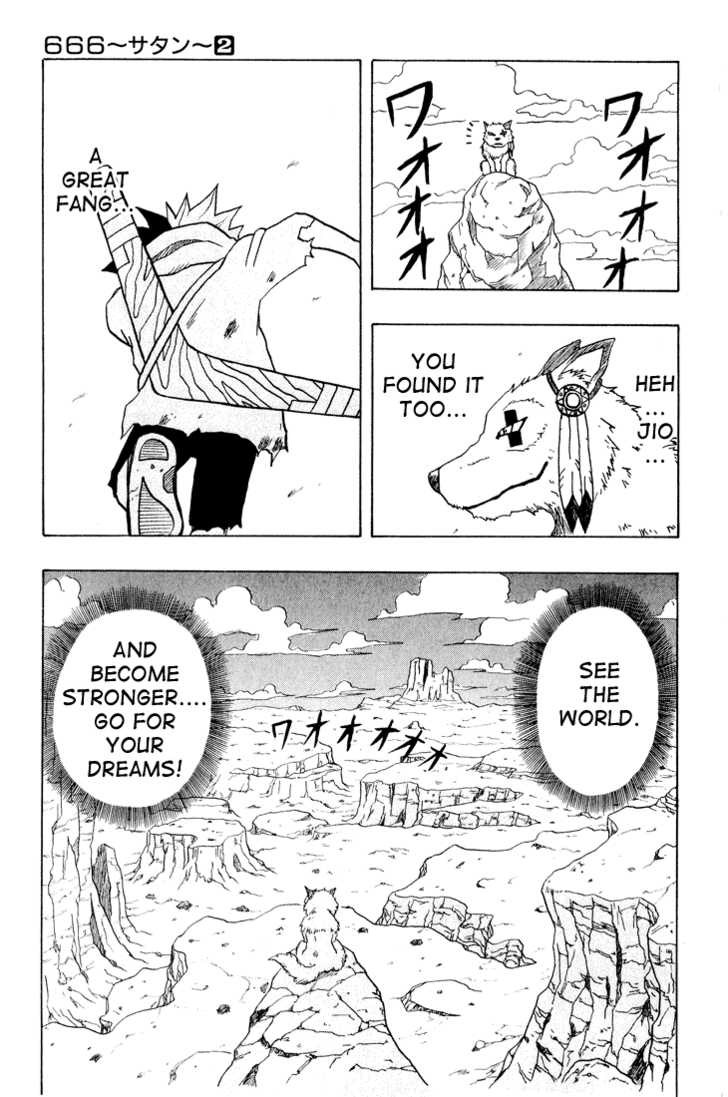 666〜サタン〜2
ワオオオ
ワオオオ
HEH
...
JIO
...
YOU
FOUND IT
TOO...
A
GREAT
FANG...
SEE
THE
WORLD.
AND
BECOME
STRONGER....
GO FOR
YOUR
DREAMS!
ワオオオオオオ